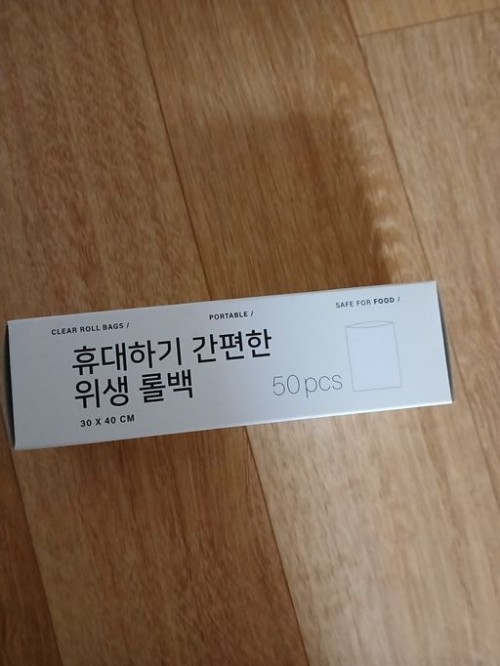 CLEAR ROLL BAGS /
PORTABLE /
SAFE FOR FOOD /
휴대하기 간편한
위생 롤백
50pcs
30 X 40 CM